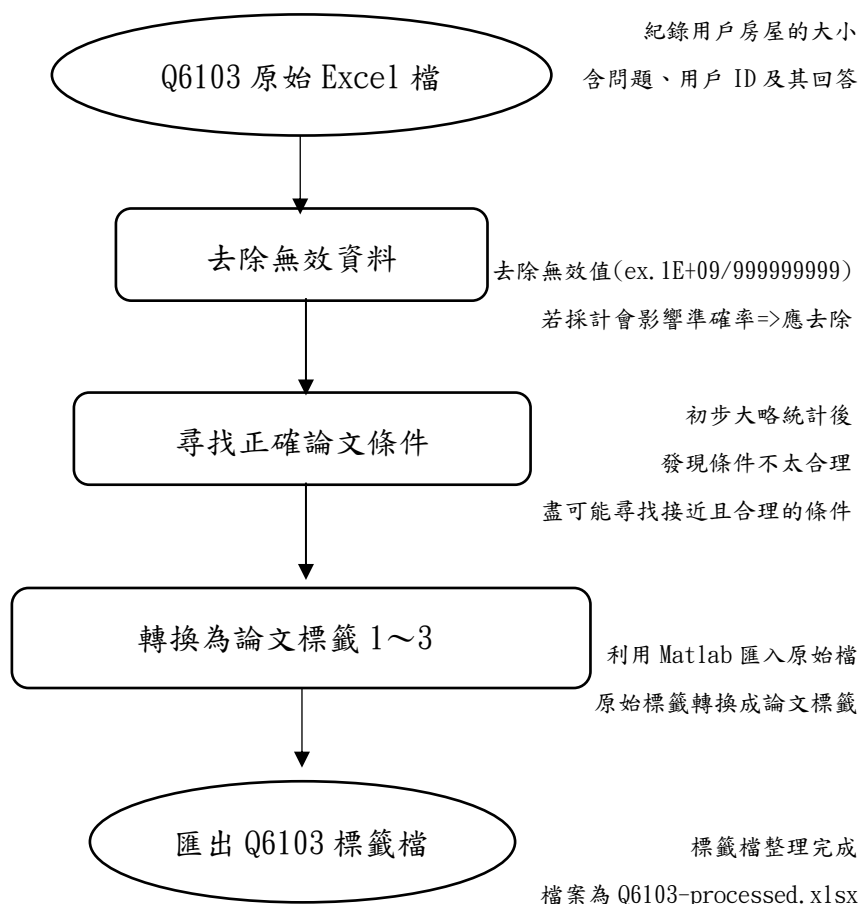 紀錄用戶房屋的大小
Q6103 原始 Excel 檔
含問題、用戶 ID 及其回答
去除無效資料
去除無效值(ex.1E+09/999999999)
若採計會影響準確率=>應去除
初步大略統計後
尋找正確論文條件
發現條件不太合理
盡可能尋找接近且合理的條件
轉換為論文標籤 1～3
利用 Matlab 匯入原始檔
原始標籤轉換成論文標籤
匯出 Q6103 標籤檔
標籤檔整理完成
檔案為 Q6103-processed.xlsx